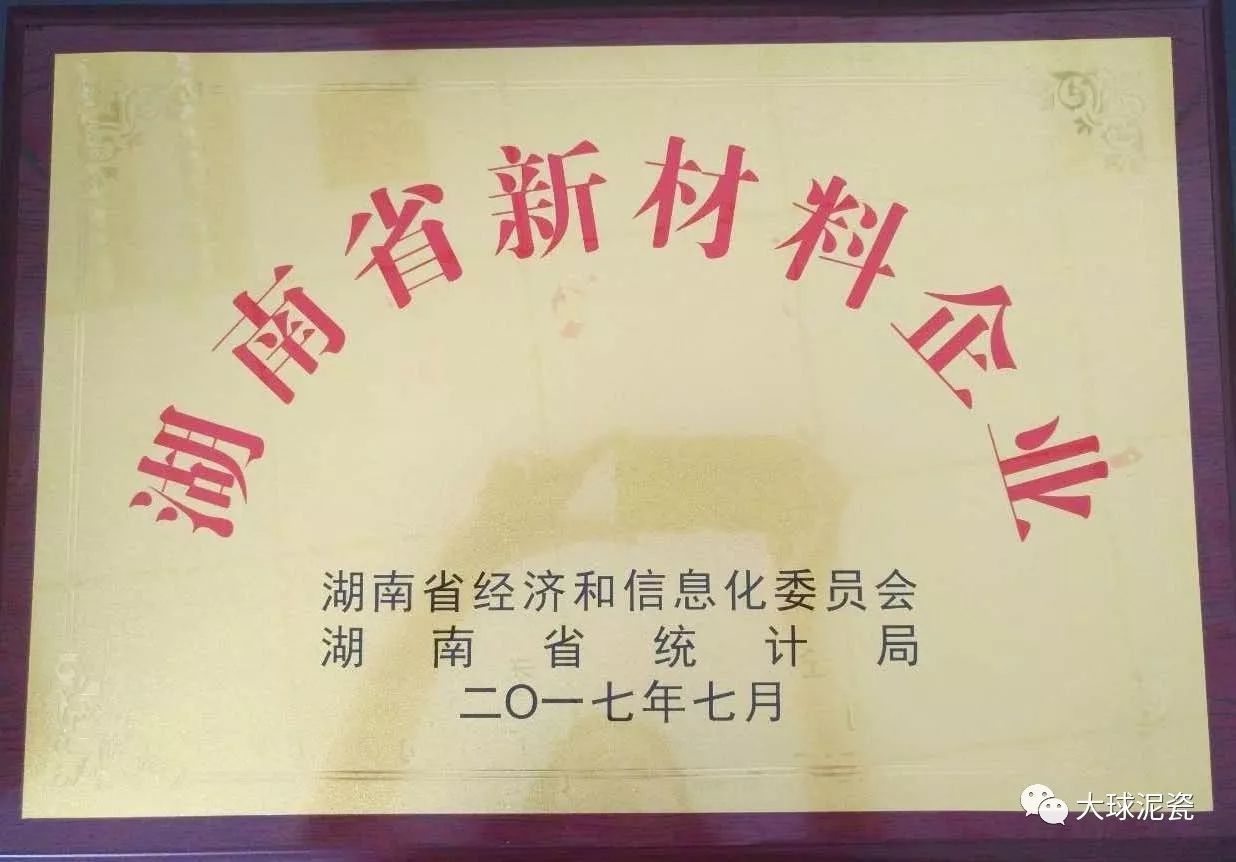 湖南省新材料企业
湖南省经济和信息化委员会
湖南省统计局
二〇一七年七月
大球泥瓷